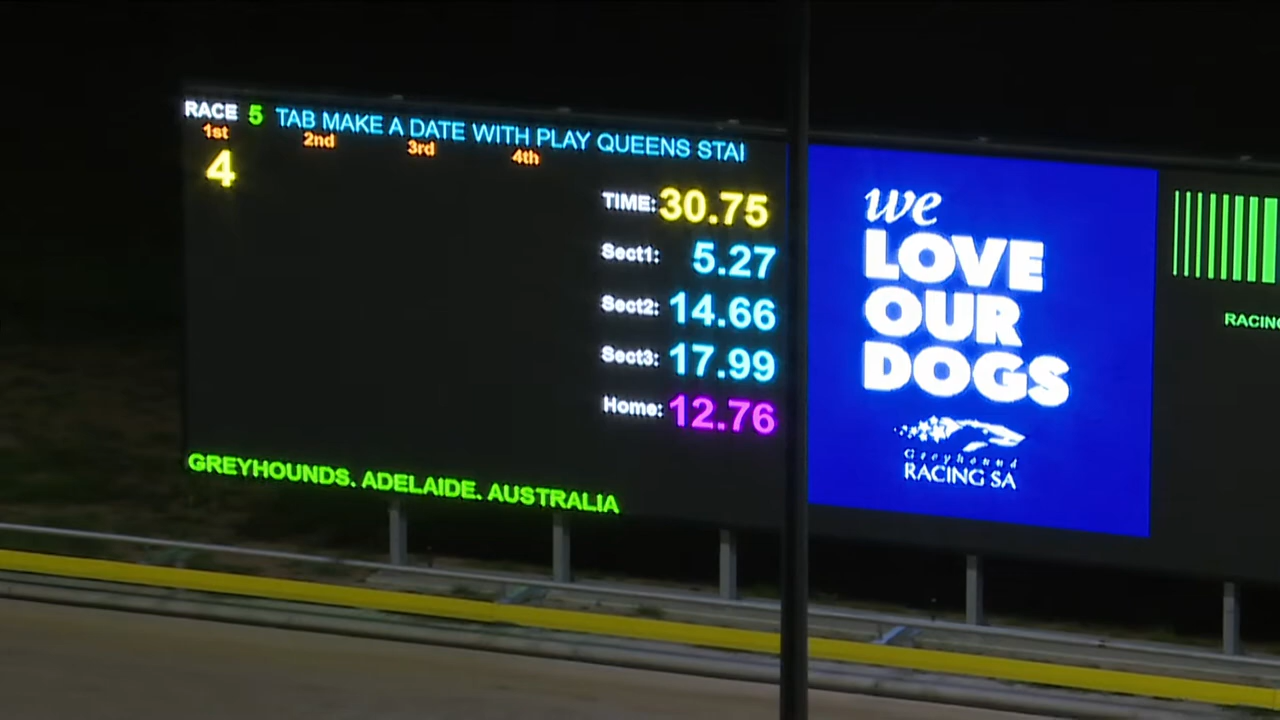 RACE 5 TAB MAKE A DATE WITH PLAY QUEENS STAI
1st 2nd 3rd 4th
4
TIME: 30.75
Sect1: 5.27
Sect2: 14.66
Sect3: 17.99
Home: 12.76
GREYHOUNDS. ADELAIDE. AUSTRALIA
we
LOVE
OUR
DOGS
Greyhound
RACING SA
RACING